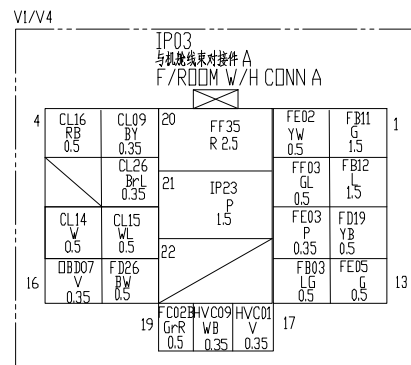 V1/V4
IP03
与机舱线束对接件 A
F/ROOM W/H CONN A
4 CL16 CL09 20 FF35 FE02 FB11 1
RB BY R 2.5 YW G
0.5 0.35 0.5 1.5
CL26 21 IP23 FF03 FB12
BrL P GL L
0.35 1.5 0.5 1.5
CL14 CL15 FE03 FD19
W WL P YB
0.5 0.5 0.35 0.5
16 OBD07 FD26 22 FB03 FE05 13
V BW LG G
0.35 0.5 0.5 0.5
19 FC02B HVC09 HVC01 17
GrR WB V
0.5 0.35 0.35